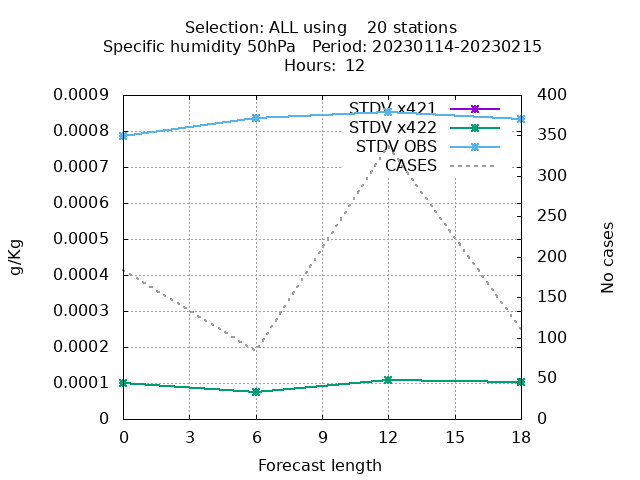 Selection: ALL using    20 stations
Specific humidity 50hPa   Period: 20230114-20230215
Hours: 12
STDV x421
STDV x422
STDV OBS
CASES
0.0009
0.0008
0.0007
0.0006
0.0005
0.0004
0.0003
0.0002
0.0001
0
400
350
300
250
200
150
100
50
0
g/Kg
No cases
0 3 6 9 12 15 18
Forecast length